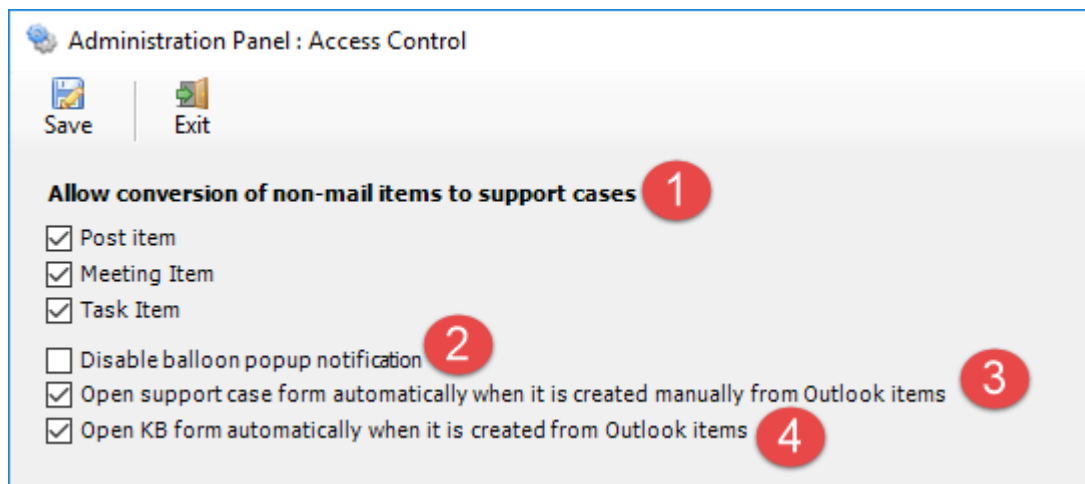 Administration Panel : Access Control
Save Exit
Allow conversion of non-mail items to support cases 1
Post item
Meeting Item
Task Item
Disable balloon popup notification 2
Open support case form automatically when it is created manually from Outlook items 3
Open KB form automatically when it is created from Outlook items 4